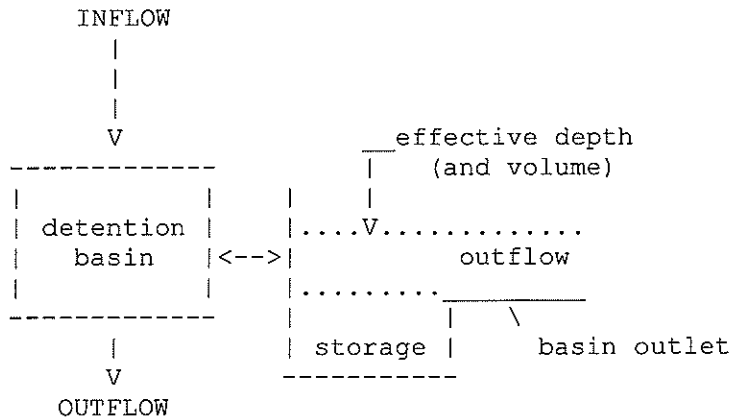 INFLOW
effective depth
(and volume)
detention
basin
outflow
storage
basin outlet
OUTFLOW